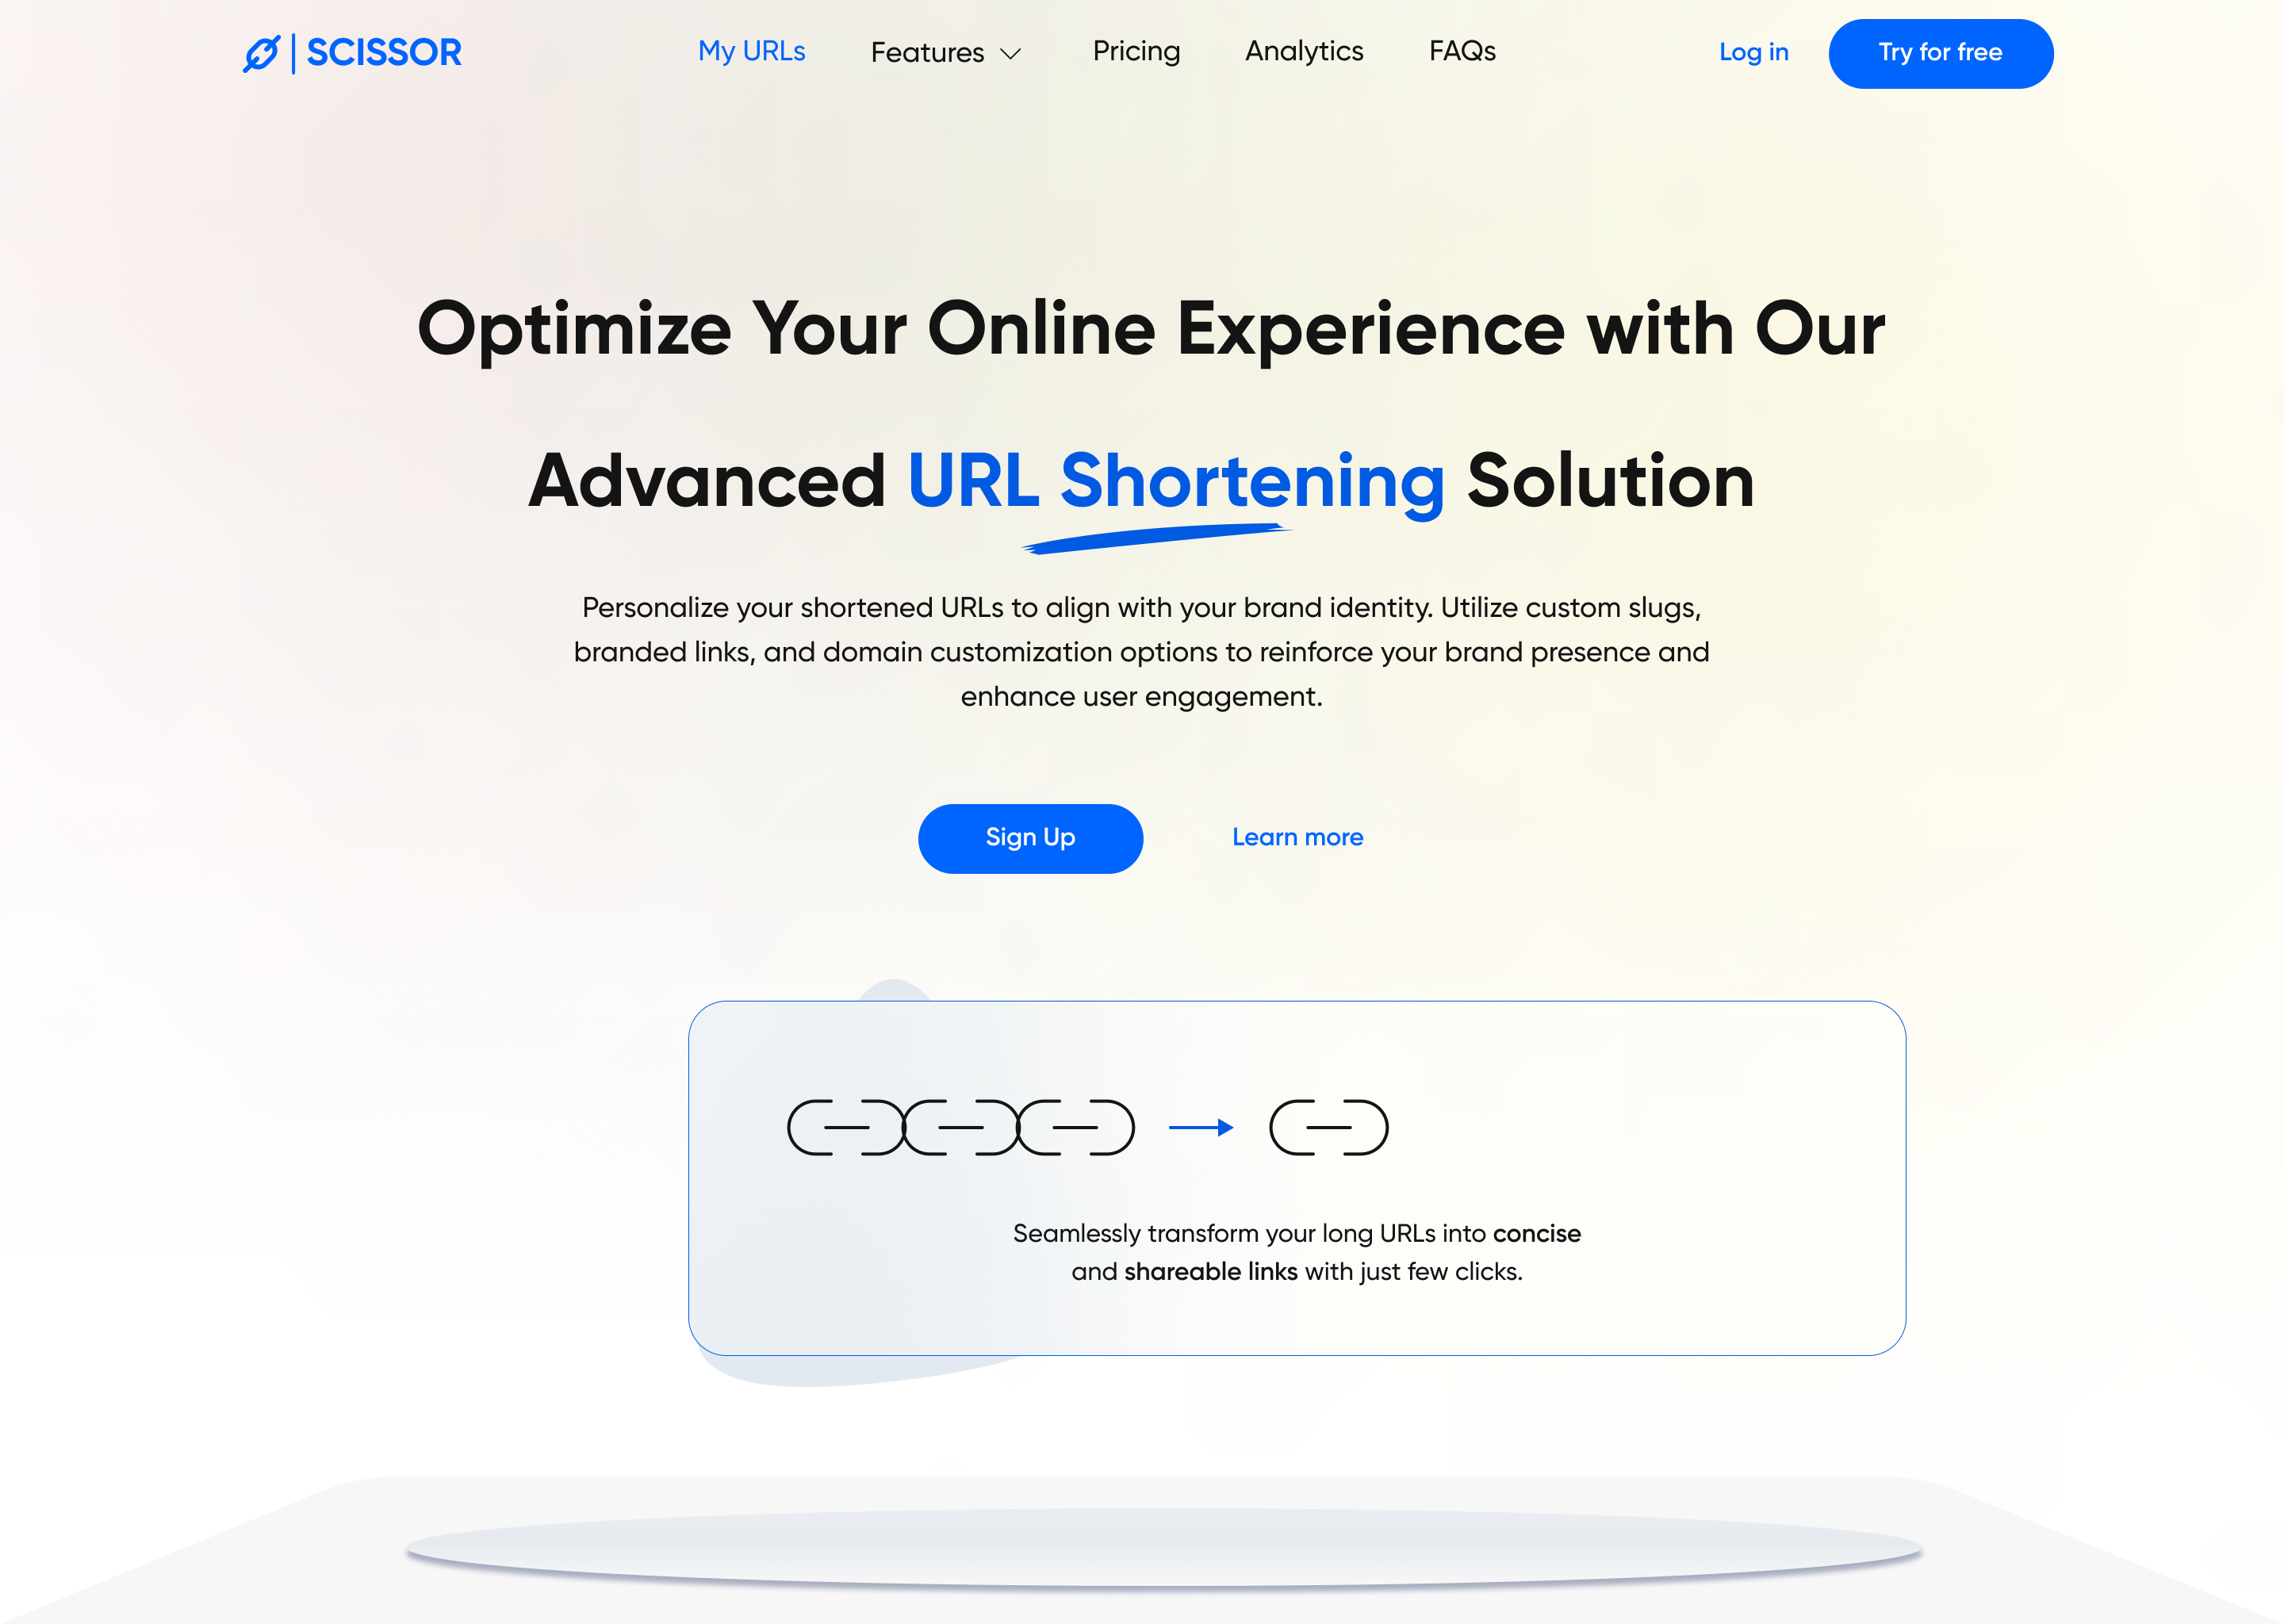 SCISSOR
My URLs
Features
Pricing
Analytics
FAQs
Log in
Try for free
Optimize Your Online Experience with Our
Advanced URL Shortening Solution
Personalize your shortened URLs to align with your brand identity. Utilize custom slugs,
branded links, and domain customization options to reinforce your brand presence and
enhance user engagement.
Sign Up
Learn more
Seamlessly transform your long URLs into concise
and shareable links with just few clicks.